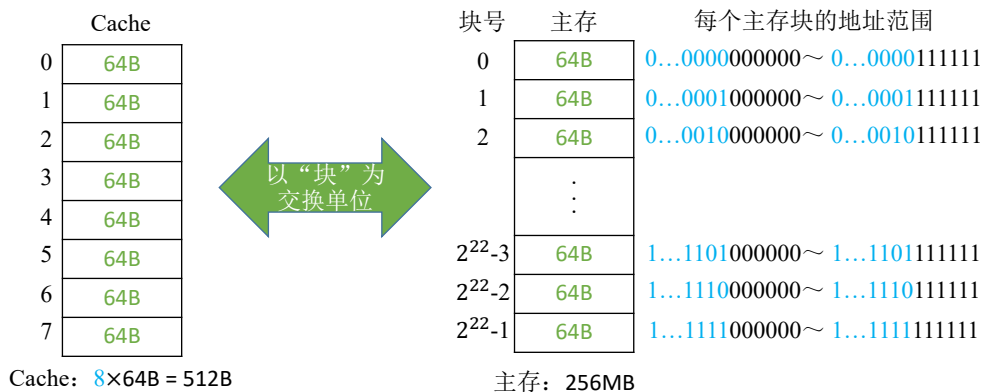 Cache
0 64B
1 64B
2 64B
3 64B
4 64B
5 64B
6 64B
7 64B
Cache：8×64B = 512B
以“块”为
交换单位
块号 主存 每个主存块的地址范围
0 64B 0…0000000000～ 0…0000111111
1 64B 0…0001000000～ 0…0001111111
2 64B 0…0010000000～ 0…0010111111
⋮
2²²-3 64B 1…1101000000～ 1…1101111111
2²²-2 64B 1…1110000000～ 1…1110111111
2²²-1 64B 1…1111000000～ 1…1111111111
主存：256MB